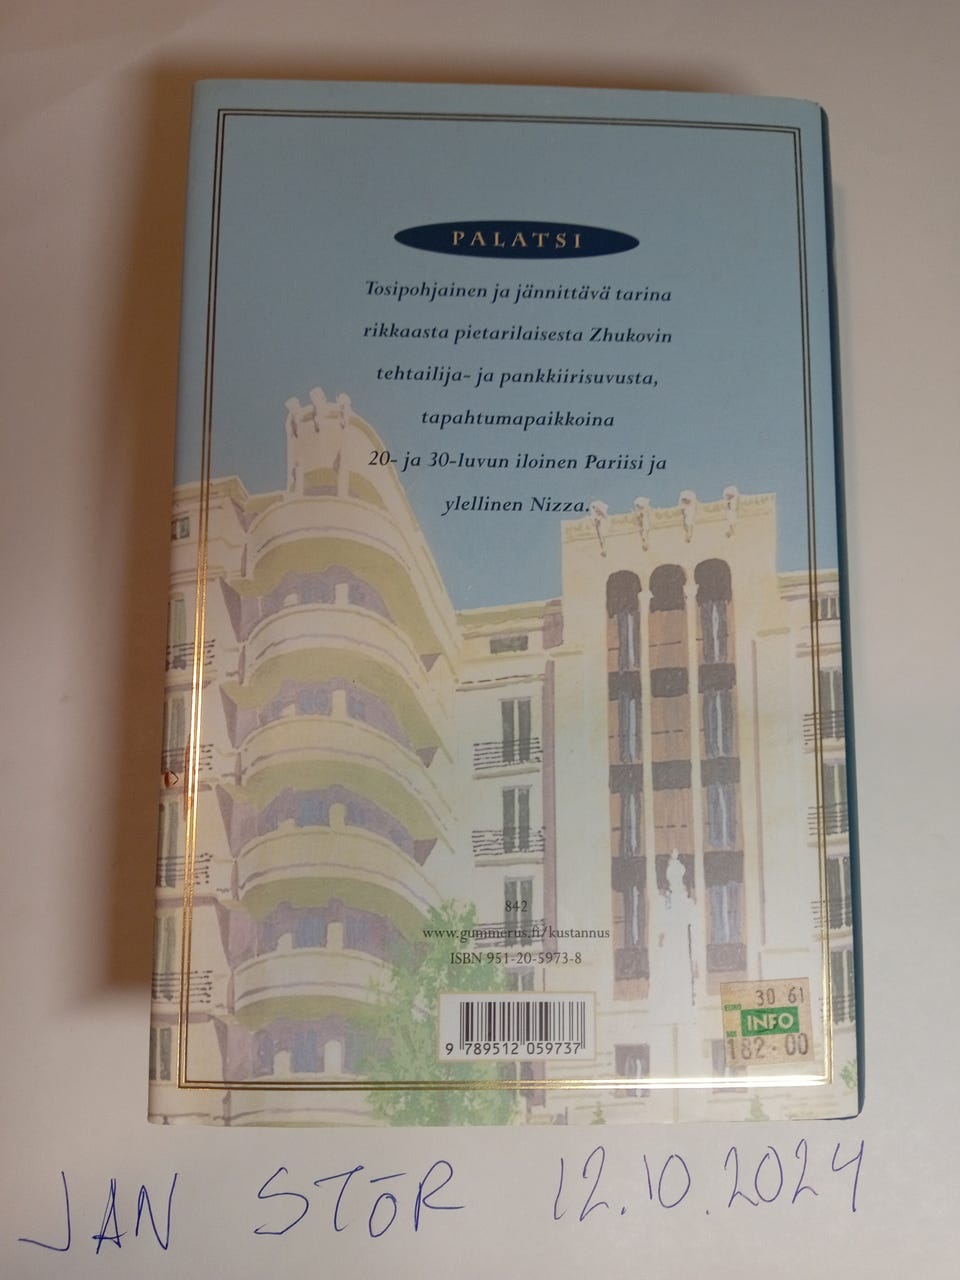 PALATSI
Tosipohjainen ja jännittävä tarina
rikkaasta pietarilaisesta Zhukovin
tehtailija- ja pankkiirisuvusta,
tapahtumapaikkoina
20- ja 30-luvun iloinen Pariisi ja
ylellinen Nizza.
842
www.gummerus.fi/kustannus
ISBN 951-20-5973-8
9 789512 059737
EURO 30 61
INFO
MK 182-00
JAN STÖR 12.10.2024